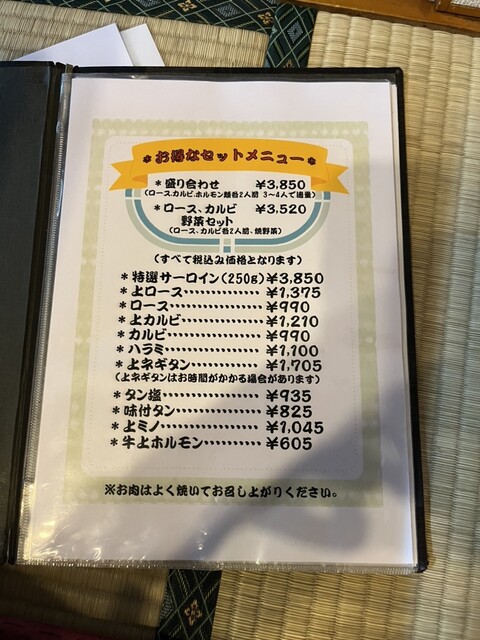 *お得なセットメニュー*
*盛り合わせ ¥3,850
(ロース、カルビ、ホルモン類各2人前 3~4人で適量)
*ロース、カルビ ¥3,520
野菜セット
(ロース、カルビ各2人前、焼野菜)
(すべて税込み価格となります)
*特選サーロイン(250g)¥3,850
*上ロース…………… ¥1,375
*ロース……………… ¥990
*上カルビ…………… ¥1,210
*カルビ……………… ¥990
*ハラミ……………… ¥1,100
*上ネギタン………… ¥1,705
(上ネギタンはお時間がかかる場合があります)
*タン塩……………… ¥935
*味付タン…………… ¥825
*上ミノ……………… ¥1,045
*牛上ホルモン……… ¥605
※お肉はよく焼いてお召し上がりください。